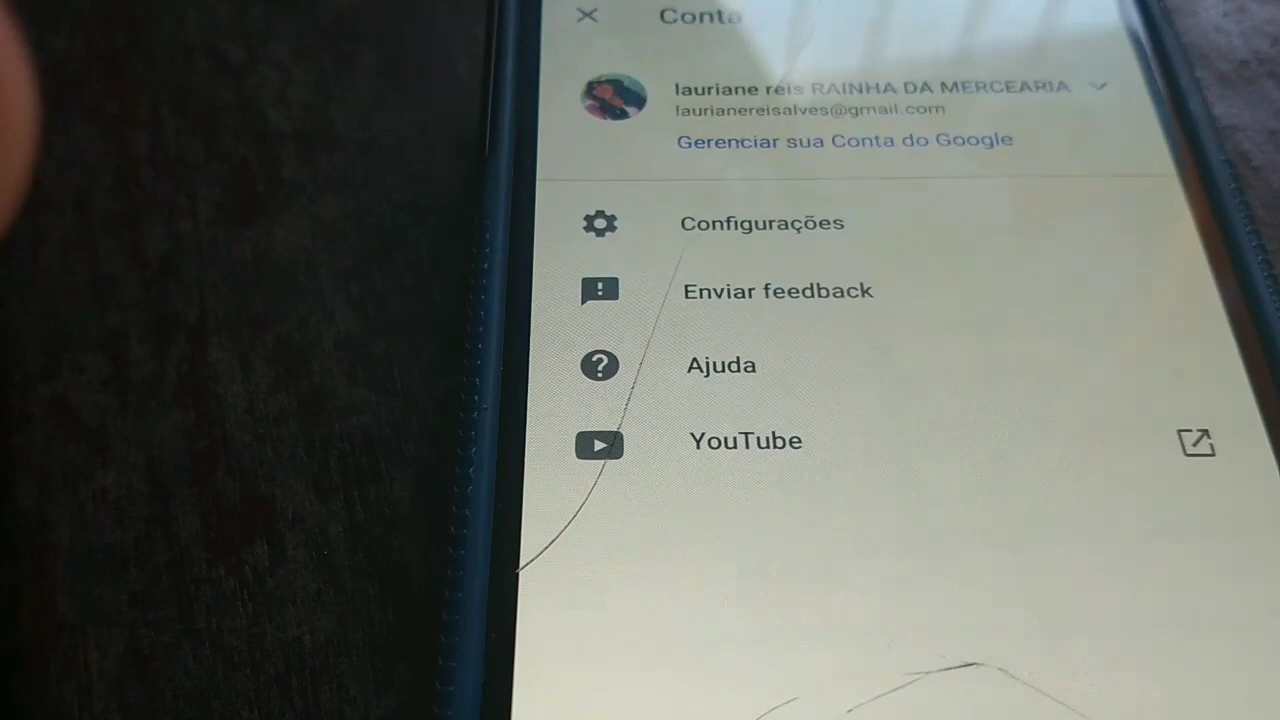 Conta
lauriane reis RAINHA DA MERCEARIA
laurianereisalves@gmail.com
Gerenciar sua Conta do Google
Configurações
Enviar feedback
Ajuda
YouTube